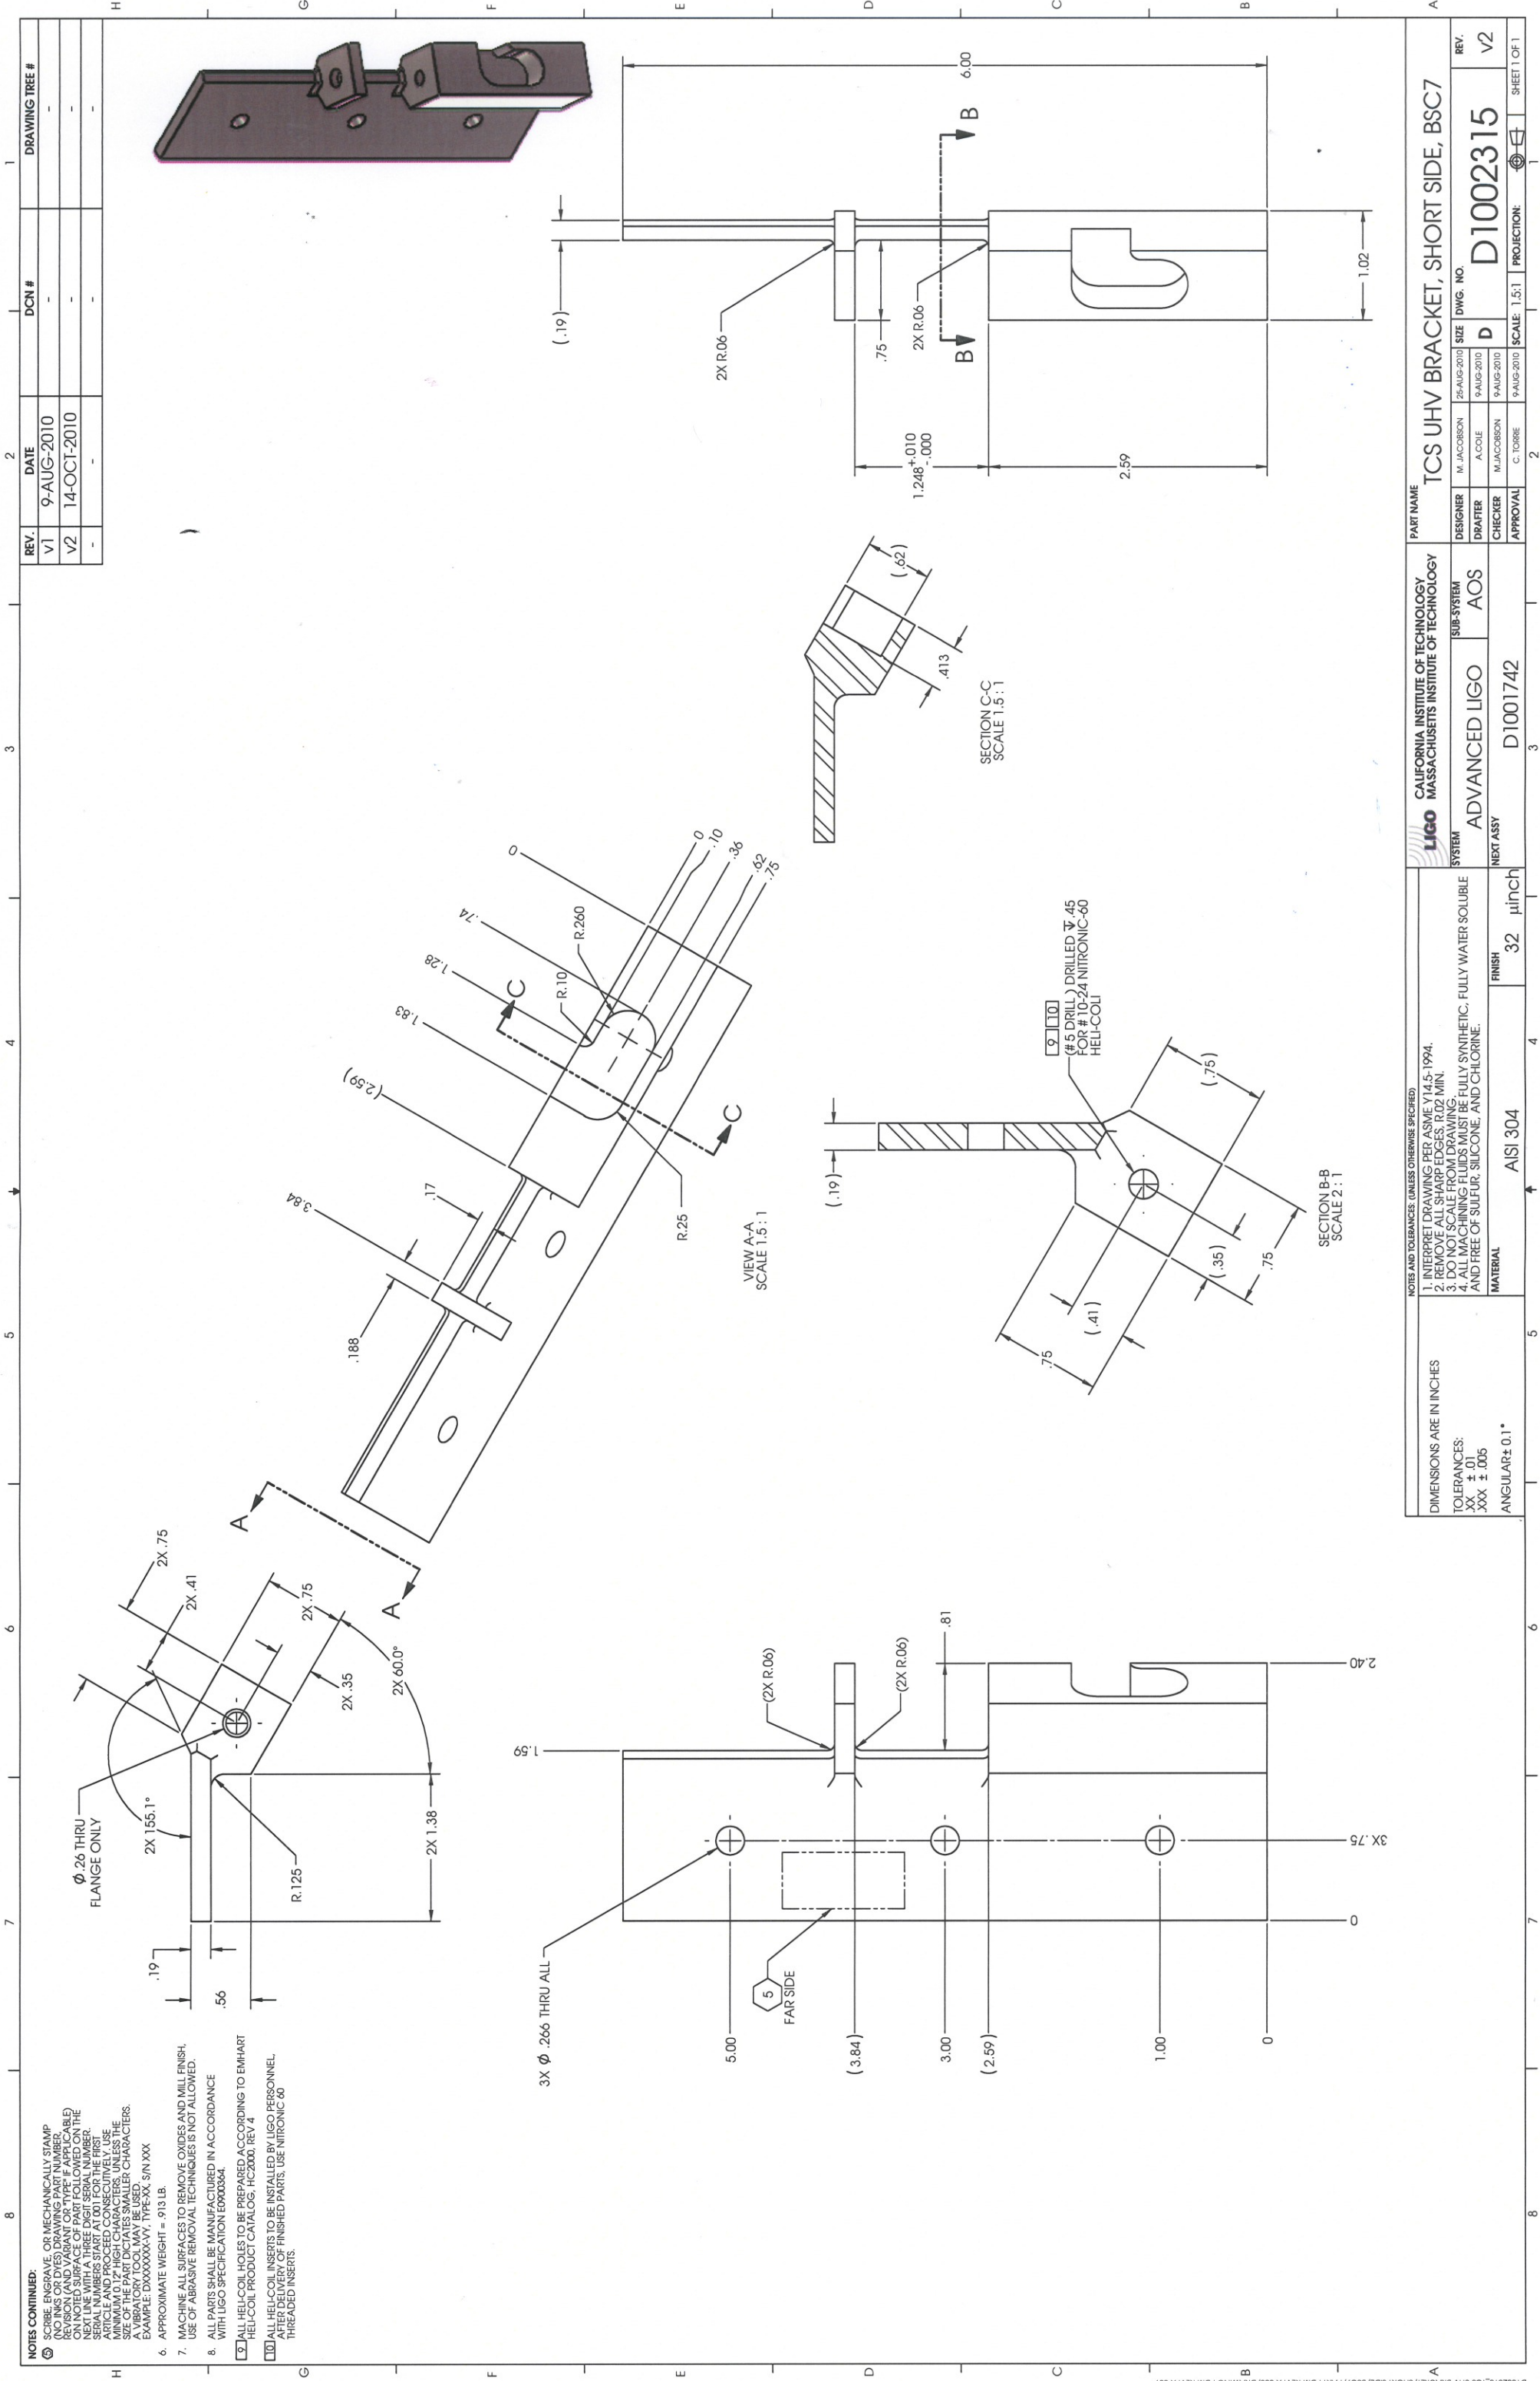 NOTES CONTINUED:
5 SCRIBE, ENGRAVE, OR MECHANICALLY STAMP
(NO INKS OR DYES) DRAWING PART NUMBER,
REVISION (AND VARIANT OR "TYPE" IF APPLICABLE)
ON NOTED SURFACE OF PART FOLLOWED ON THE
NEXT LINE WITH A THREE DIGIT SERIAL NUMBER.
SERIAL NUMBERS START AT 001 FOR THE FIRST
ARTICLE AND PROCEED CONSECUTIVELY. USE
MINIMUM 0.12" HIGH CHARACTERS, UNLESS THE
SIZE OF THE PART DICTATES SMALLER CHARACTERS.
A VIBRATORY TOOL MAY BE USED.
EXAMPLE: DXXXXXXX-VY, TYPE-XX, S/N XXX
6. APPROXIMATE WEIGHT = .913 LB.
7. MACHINE ALL SURFACES TO REMOVE OXIDES AND MILL FINISH.
USE OF ABRASIVE REMOVAL TECHNIQUES IS NOT ALLOWED.
8. ALL PARTS SHALL BE MANUFACTURED IN ACCORDANCE
WITH LIGO SPECIFICATION E0900364.
9 ALL HELI-COIL HOLES TO BE PREPARED ACCORDING TO EMHART
HELI-COIL PRODUCT CATALOG, HC2000, REV 4
10 ALL HELI-COIL INSERTS TO BE INSTALLED BY LIGO PERSONNEL,
AFTER DELIVERY OF FINISHED PARTS. USE NITRONIC 60
THREADED INSERTS.
8 7 6 5 4 3 2 1
H
G
F
E
D
C
B
A
REV. DATE DCN # DRAWING TREE #
v1 9-AUG-2010 - -
v2 14-OCT-2010 - -
- - - -
Ø.26 THRU
FLANGE ONLY
2X 155.1°
.19
.56
R.125
2X 1.38
2X .75
2X .41
2X .75
2X .35
2X 60.0°
A
A
.188
3.84
.17
(2.59)
1.83
1.28
.74
0
C
C
R.10
R.260
R.25
0
.10
.36
.62
.75
VIEW A-A
SCALE 1.5 : 1
(.62)
.413
SECTION C-C
SCALE 1.5 : 1
(.19)
6.00
2X R.06
.75
2X R.06
B
B
1.248 +.010 -.000
2.59
1.02
3X Ø .266 THRU ALL
5
FAR SIDE
5.00
(3.84)
3.00
(2.59)
1.00
0
1.59
(2X R.06)
(2X R.06)
.81
2.40
3X .75
0
(.19)
9 10
(#5 DRILL) DRILLED ↧.45
FOR #10-24 NITRONIC-60
HELI-COLI
.75
(.41)
(.35)
.75
(.75)
SECTION B-B
SCALE 2 : 1
DIMENSIONS ARE IN INCHES
TOLERANCES:
.XX ± .01
.XXX ± .005
ANGULAR± 0.1°
NOTES AND TOLERANCES: (UNLESS OTHERWISE SPECIFIED)
1. INTERPRET DRAWING PER ASME Y14.5-1994.
2. REMOVE ALL SHARP EDGES, R.02 MIN.
3. DO NOT SCALE FROM DRAWING.
4. ALL MACHINING FLUIDS MUST BE FULLY SYNTHETIC, FULLY WATER SOLUBLE
AND FREE OF SULFUR, SILICONE, AND CHLORINE.
MATERIAL
AISI 304
FINISH
32 µinch
LIGO
CALIFORNIA INSTITUTE OF TECHNOLOGY
MASSACHUSETTS INSTITUTE OF TECHNOLOGY
SYSTEM
ADVANCED LIGO
SUB-SYSTEM
AOS
NEXT ASSY
D1001742
PART NAME
TCS UHV BRACKET, SHORT SIDE, BSC7
DESIGNER M. JACOBSON 25-AUG-2010
DRAFTER A.COLE 9-AUG-2010
CHECKER M.JACOBSON 9-AUG-2010
APPROVAL C. TORRIE 9-AUG-2010
SIZE
D
DWG. NO.
D1002315
REV.
v2
SCALE: 1.5:1
PROJECTION:
SHEET 1 OF 1
8 7 6 5 4 3 2 1
H
G
F
E
D
C
B
A